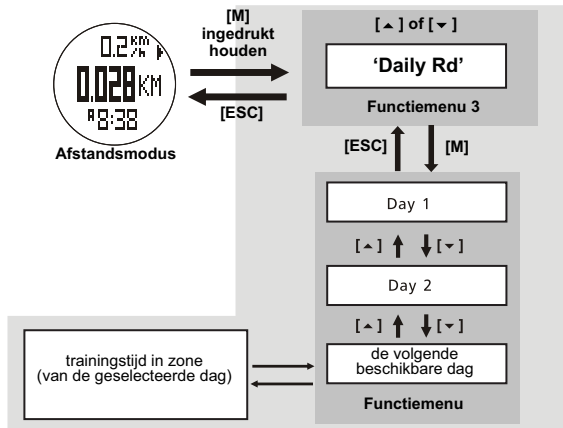 [M]
ingedrukt
houden
0.2 KM/h
0.028 KM
A 8:38
[ESC]
Afstandsmodus
[▲] of [▼]
‘Daily Rd’
Functiemenu 3
[ESC] [M]
Day 1
[▲] [▼]
Day 2
[▲] [▼]
de volgende
beschikbare dag
Functiemenu
trainingstijd in zone
(van de geselecteerde dag)